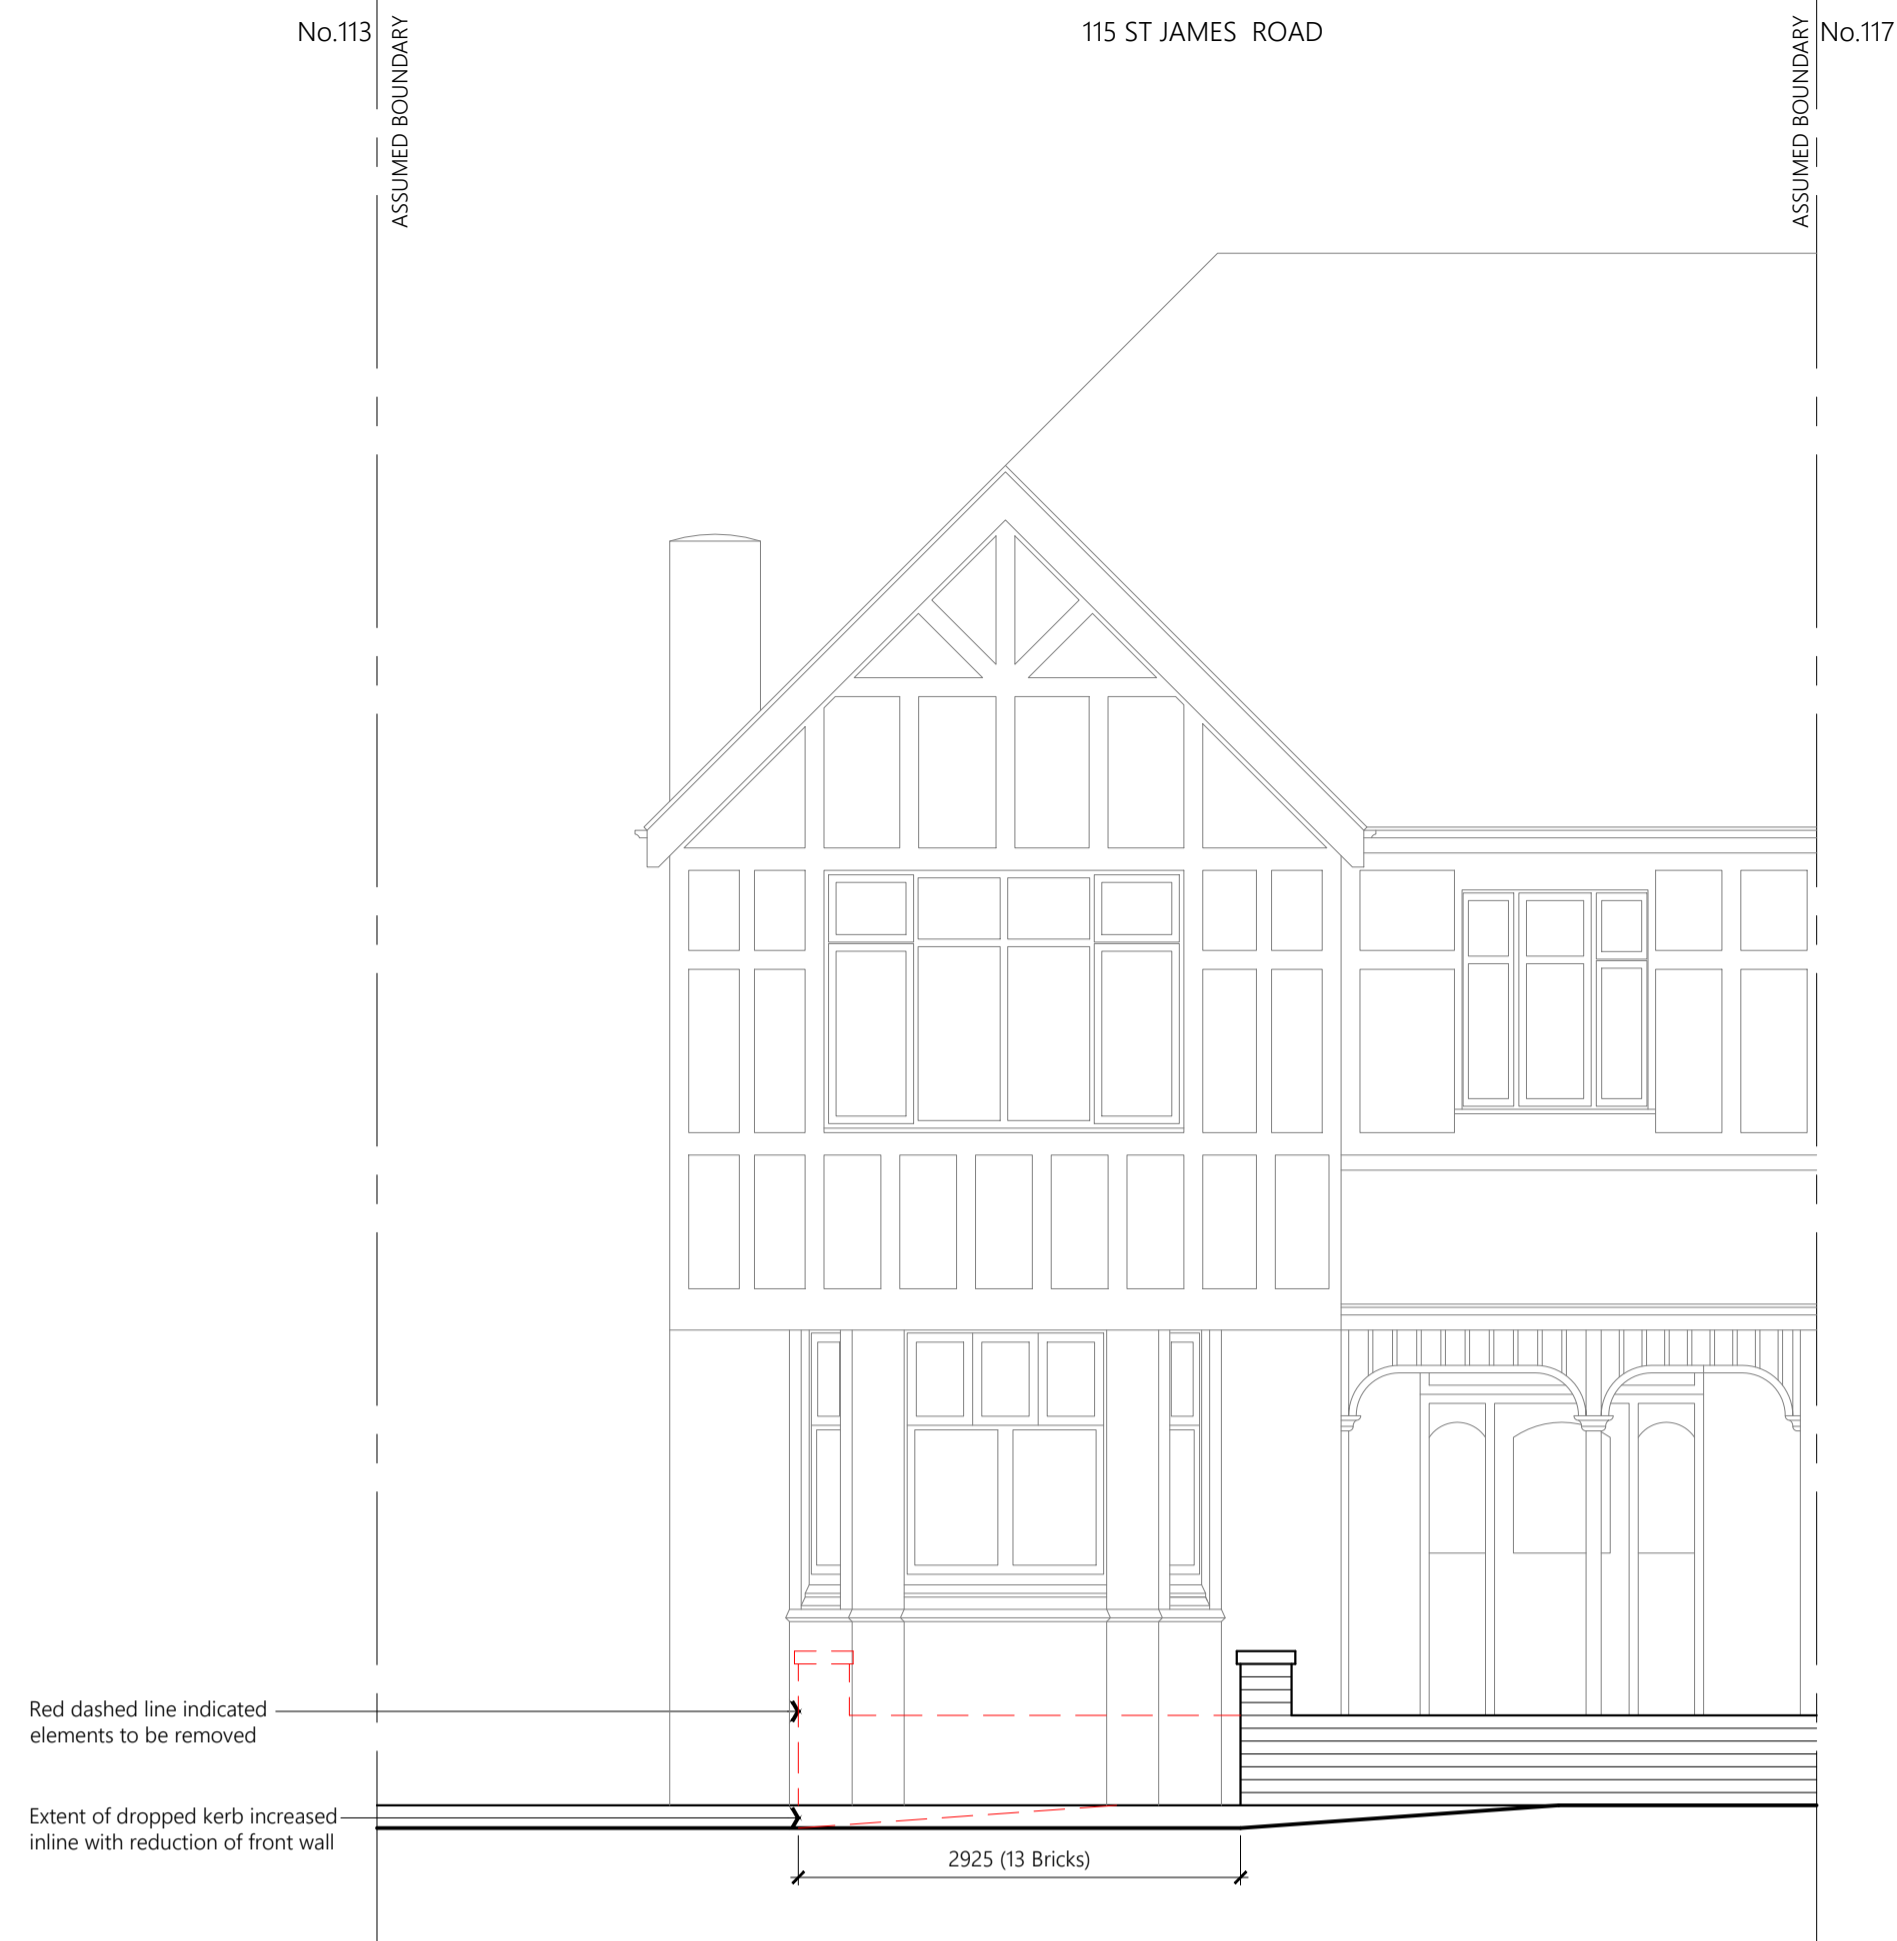 No.113
ASSUMED BOUNDARY
115 ST JAMES ROAD
ASSUMED BOUNDARY
No.117
Red dashed line indicated
elements to be removed
Extent of dropped kerb increased
inline with reduction of front wall
2925 (13 Bricks)